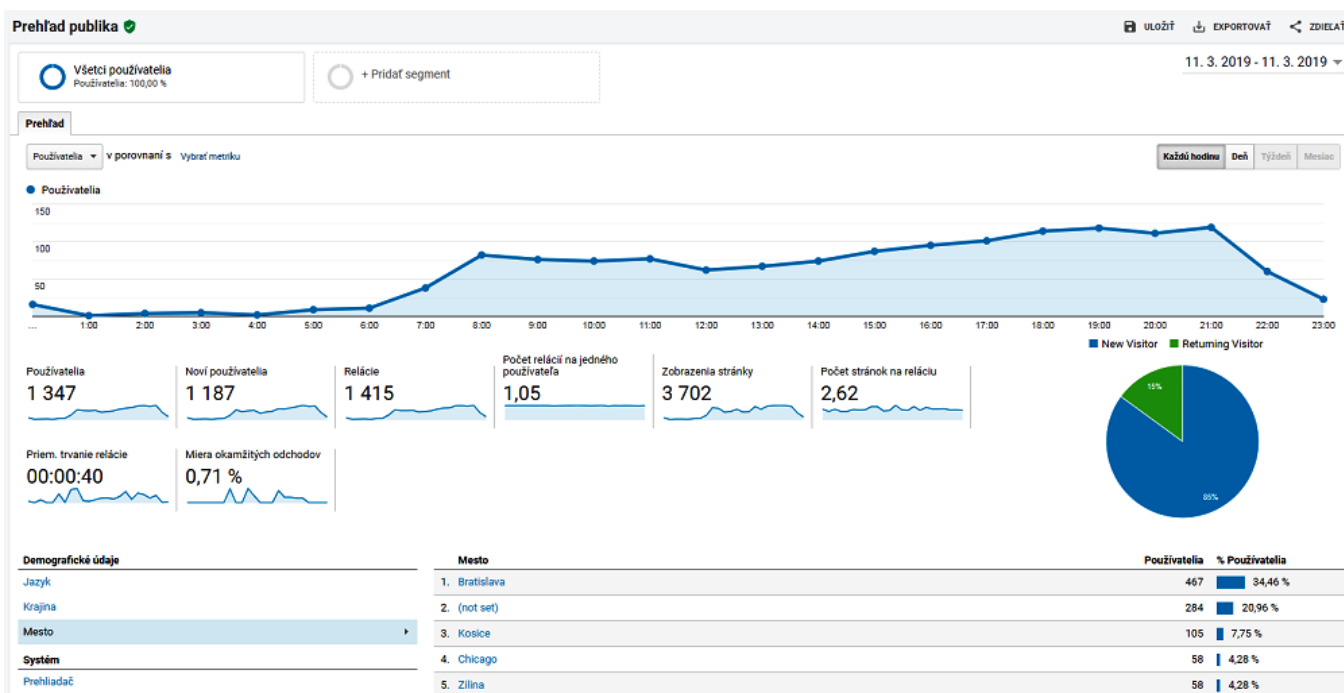 Prehľad publika
ULOŽIŤ EXPORTOVAŤ ZDIEĽAŤ
Všetci používatelia
Používatelia: 100,00 %
+ Pridať segment
11. 3. 2019 - 11. 3. 2019
Prehľad
Používatelia v porovnaní s Vybrať metriku
Každú hodinu Deň Týždeň Mesiac
Používatelia
150
100
50
... 1:00 2:00 3:00 4:00 5:00 6:00 7:00 8:00 9:00 10:00 11:00 12:00 13:00 14:00 15:00 16:00 17:00 18:00 19:00 20:00 21:00 22:00 23:00
New Visitor Returning Visitor
Používatelia
1 347
Noví používatelia
1 187
Relácie
1 415
Počet relácií na jedného
používateľa
1,05
Zobrazenia stránky
3 702
Počet stránok na reláciu
2,62
15%
85%
Priem. trvanie relácie
00:00:40
Miera okamžitých odchodov
0,71 %
Demografické údaje
Jazyk
Krajina
Mesto
Systém
Prehliadač
Mesto Používatelia % Používatelia
1. Bratislava 467 34,46 %
2. (not set) 284 20,96 %
3. Kosice 105 7,75 %
4. Chicago 58 4,28 %
5. Zilina 58 4,28 %